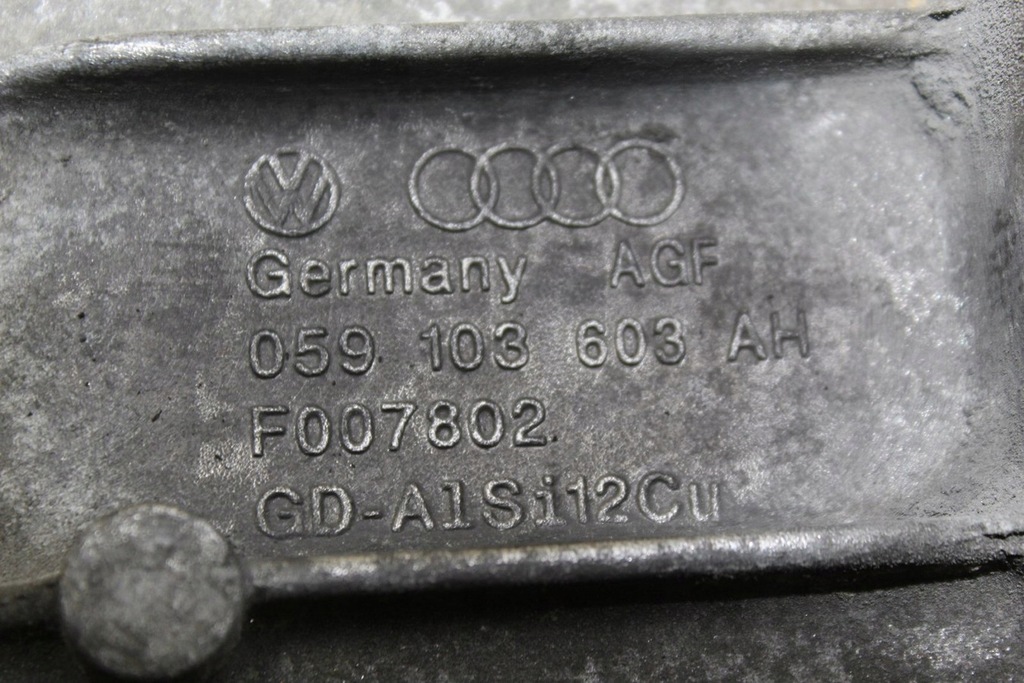 Germany AGF
059 103 603 AH
F007802
GD-AlSi12Cu